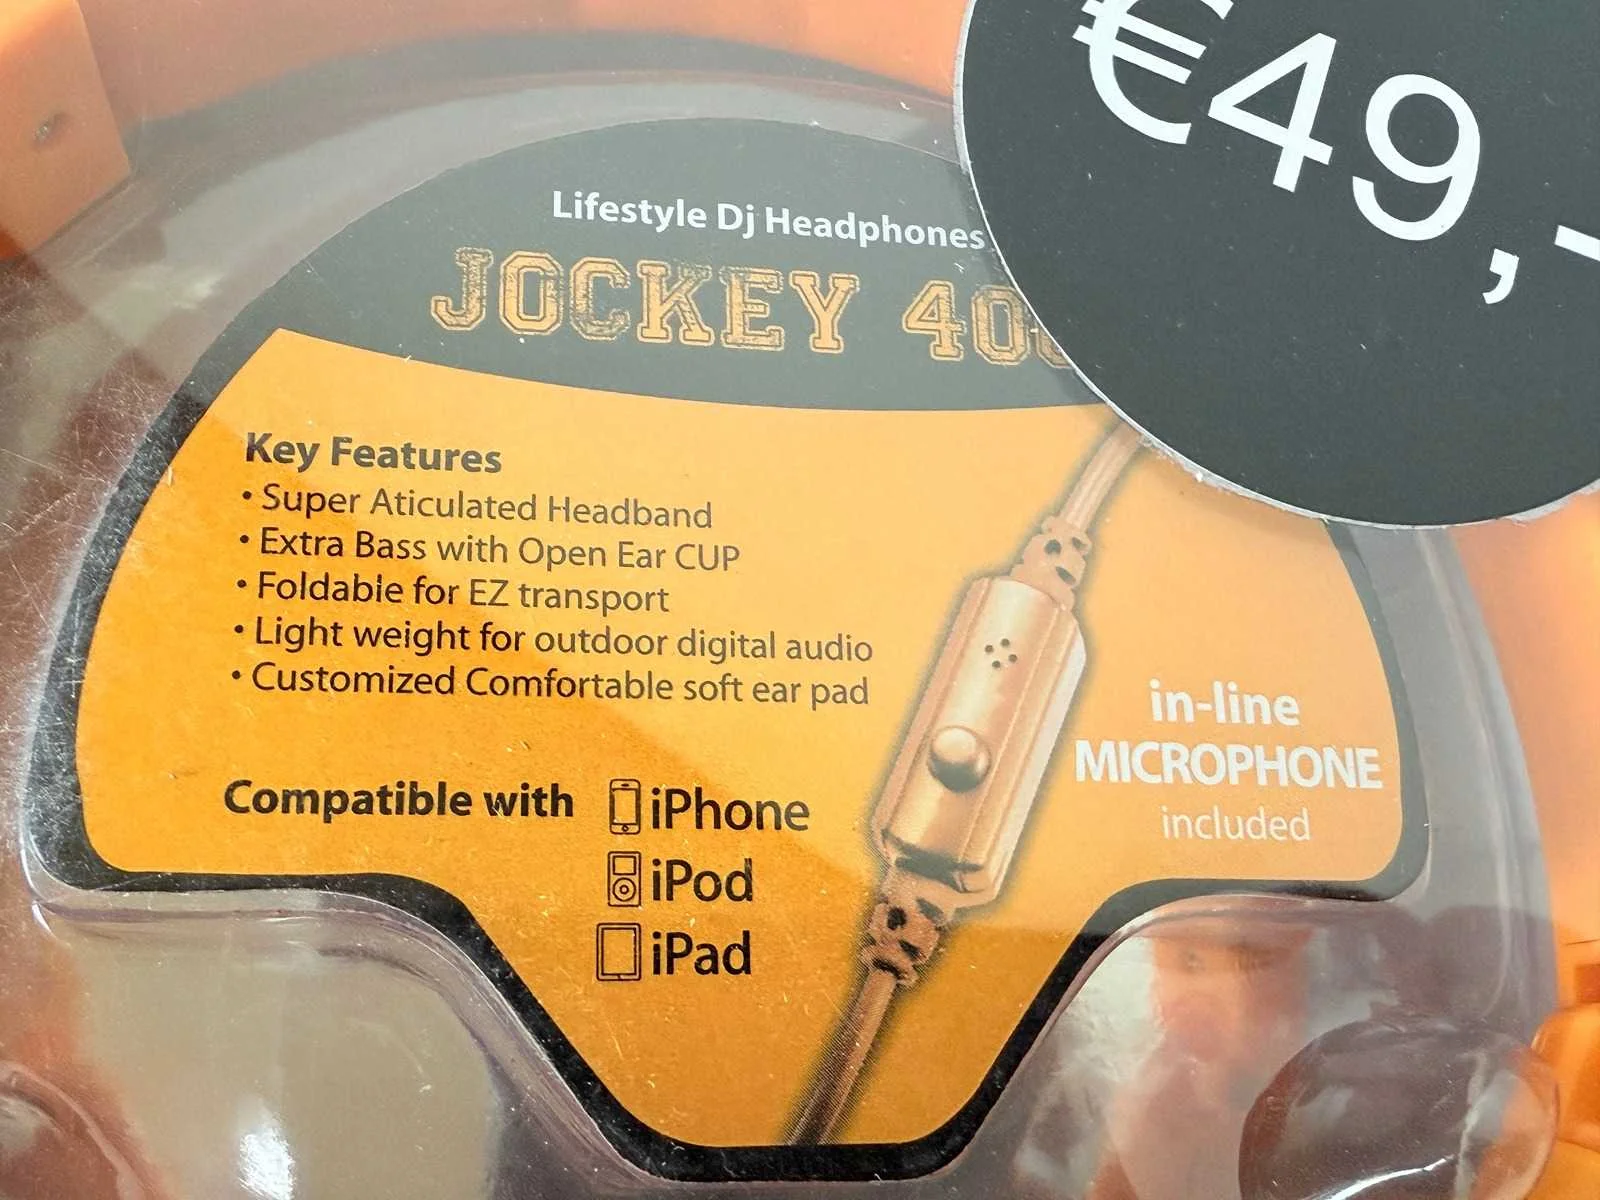 €49,-
Lifestyle Dj Headphones
JOCKEY
Key Features
• Super Aticulated Headband
• Extra Bass with Open Ear CUP
• Foldable for EZ transport
• Light weight for outdoor digital audio
• Customized Comfortable soft ear pad
Compatible with iPhone
iPod
iPad
in-line
MICROPHONE
included